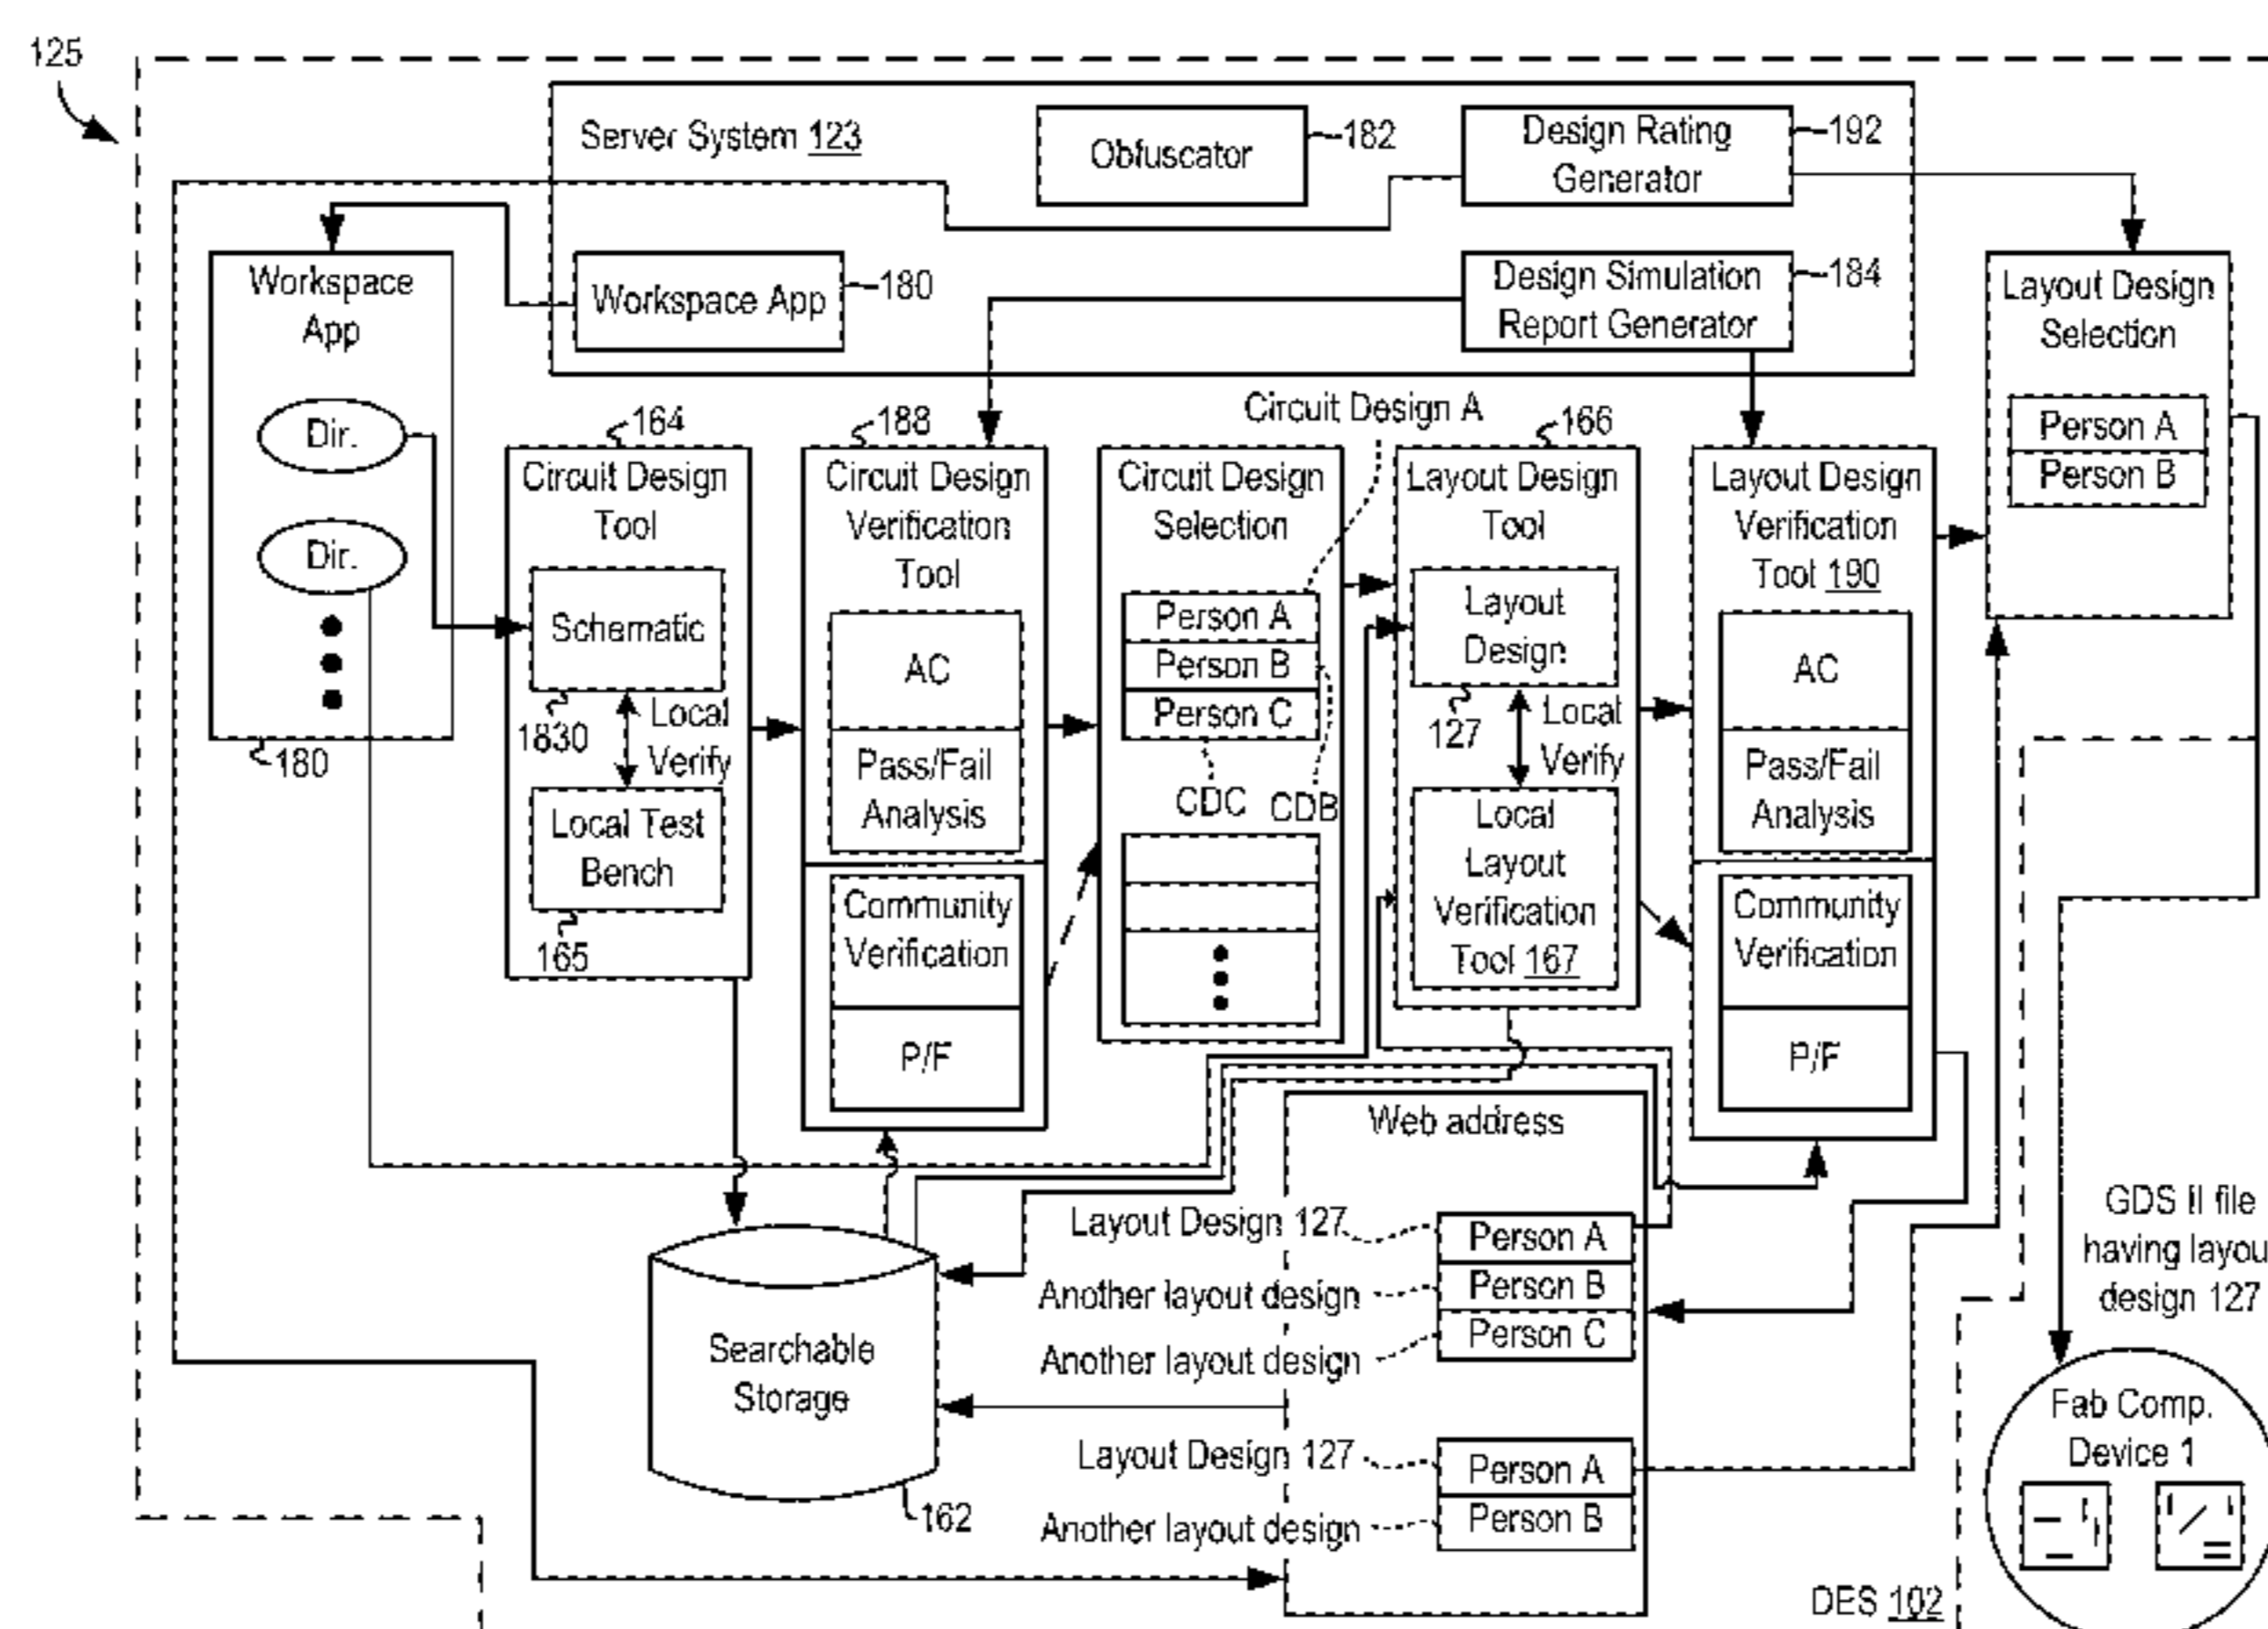 125
Server System 123
Obfuscator
182
Design Rating
Generator
192
Workspace
App
Workspace App
180
Design Simulation
Report Generator
184
Layout Design
Selection
Person A
Person B
Dir.
Dir.
180
164
Circuit Design
Tool
Schematic
1830
Local
Verify
Local Test
Bench
165
188
Circuit Design
Verification
Tool
AC
Pass/Fail
Analysis
Community
Verification
P/F
Circuit Design A
Circuit Design
Selection
Person A
Person B
Person C
CDC
CDB
166
Layout Design
Tool
Layout
Design
127
Local
Verify
Local
Layout
Verification
Tool 167
Layout Design
Verification
Tool 190
AC
Pass/Fail
Analysis
Community
Verification
P/F
Web address
Layout Design 127
Person A
Another layout design
Person B
Another layout design
Person C
Layout Design 127
Person A
Another layout design
Person B
Searchable
Storage
162
GDS II file
having layou
design 127
Fab Comp.
Device 1
DES 102